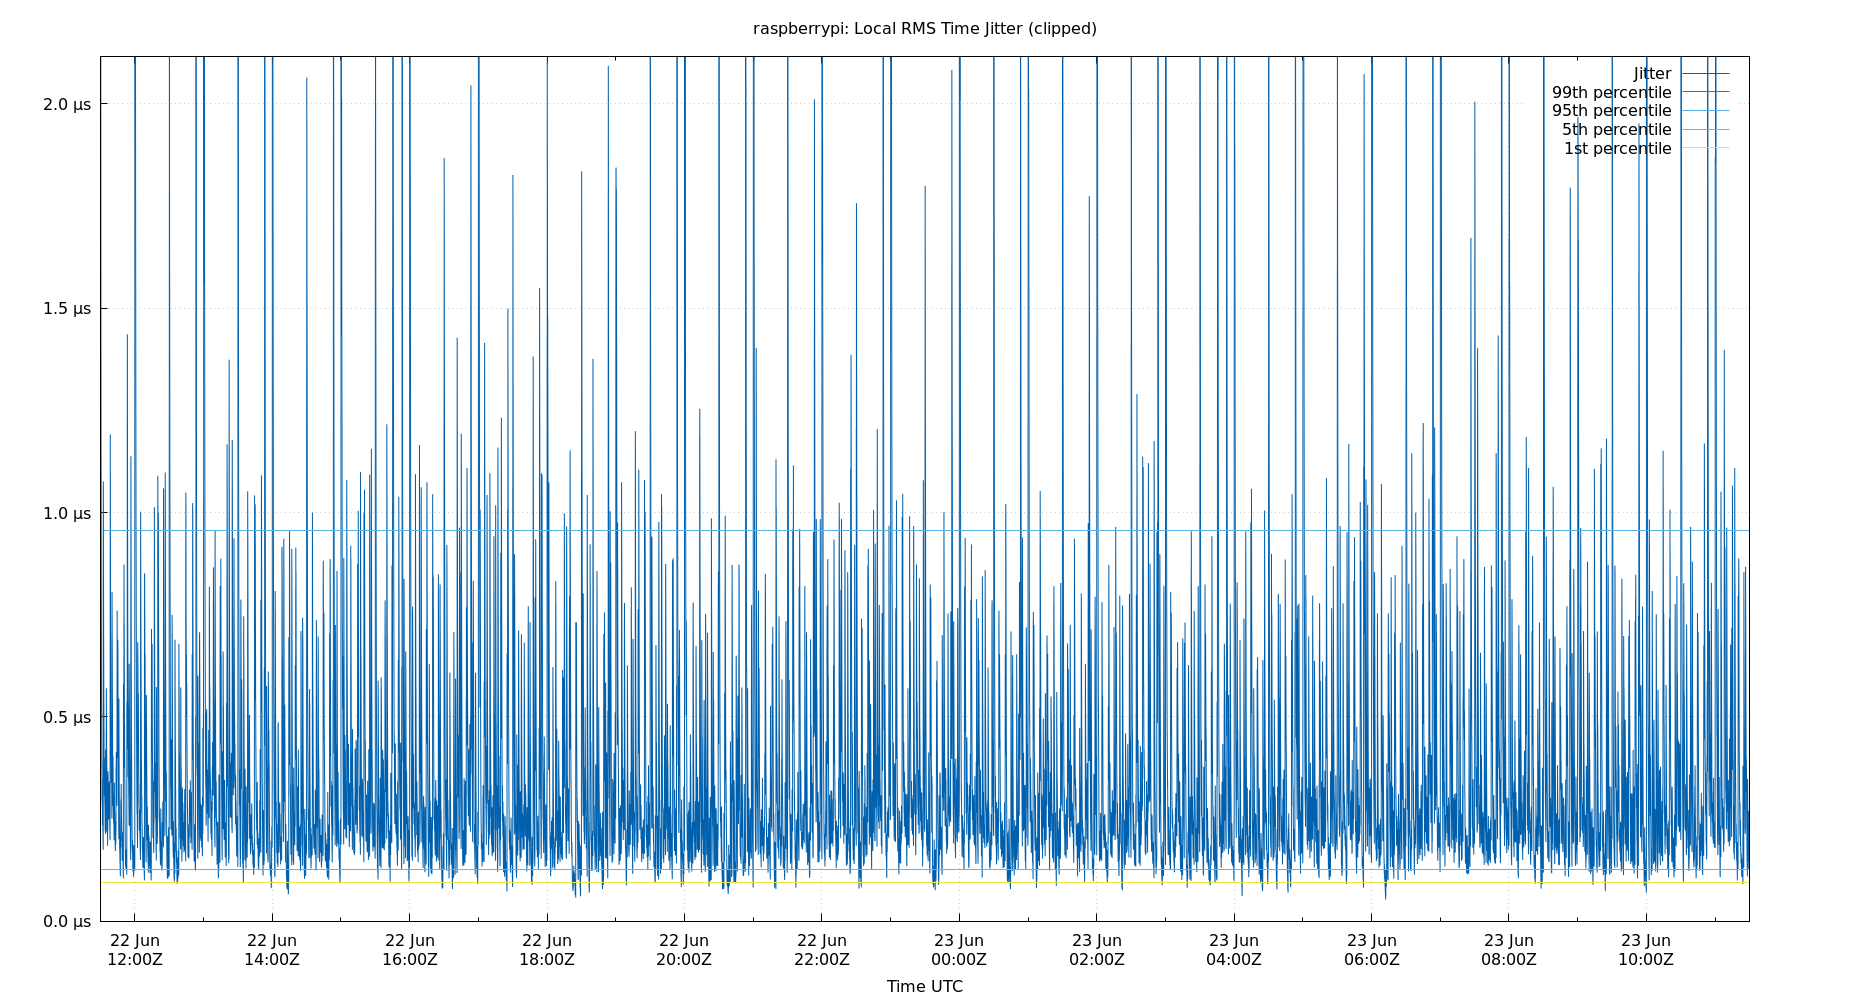 raspberrypi: Local RMS Time Jitter (clipped)
Jitter
99th percentile
95th percentile
5th percentile
1st percentile
2.0 µs
1.5 µs
1.0 µs
0.5 µs
0.0 µs
22 Jun 22 Jun 22 Jun 22 Jun 22 Jun 22 Jun 23 Jun 23 Jun 23 Jun 23 Jun 23 Jun 23 Jun
12:00Z 14:00Z 16:00Z 18:00Z 20:00Z 22:00Z 00:00Z 02:00Z 04:00Z 06:00Z 08:00Z 10:00Z
Time UTC